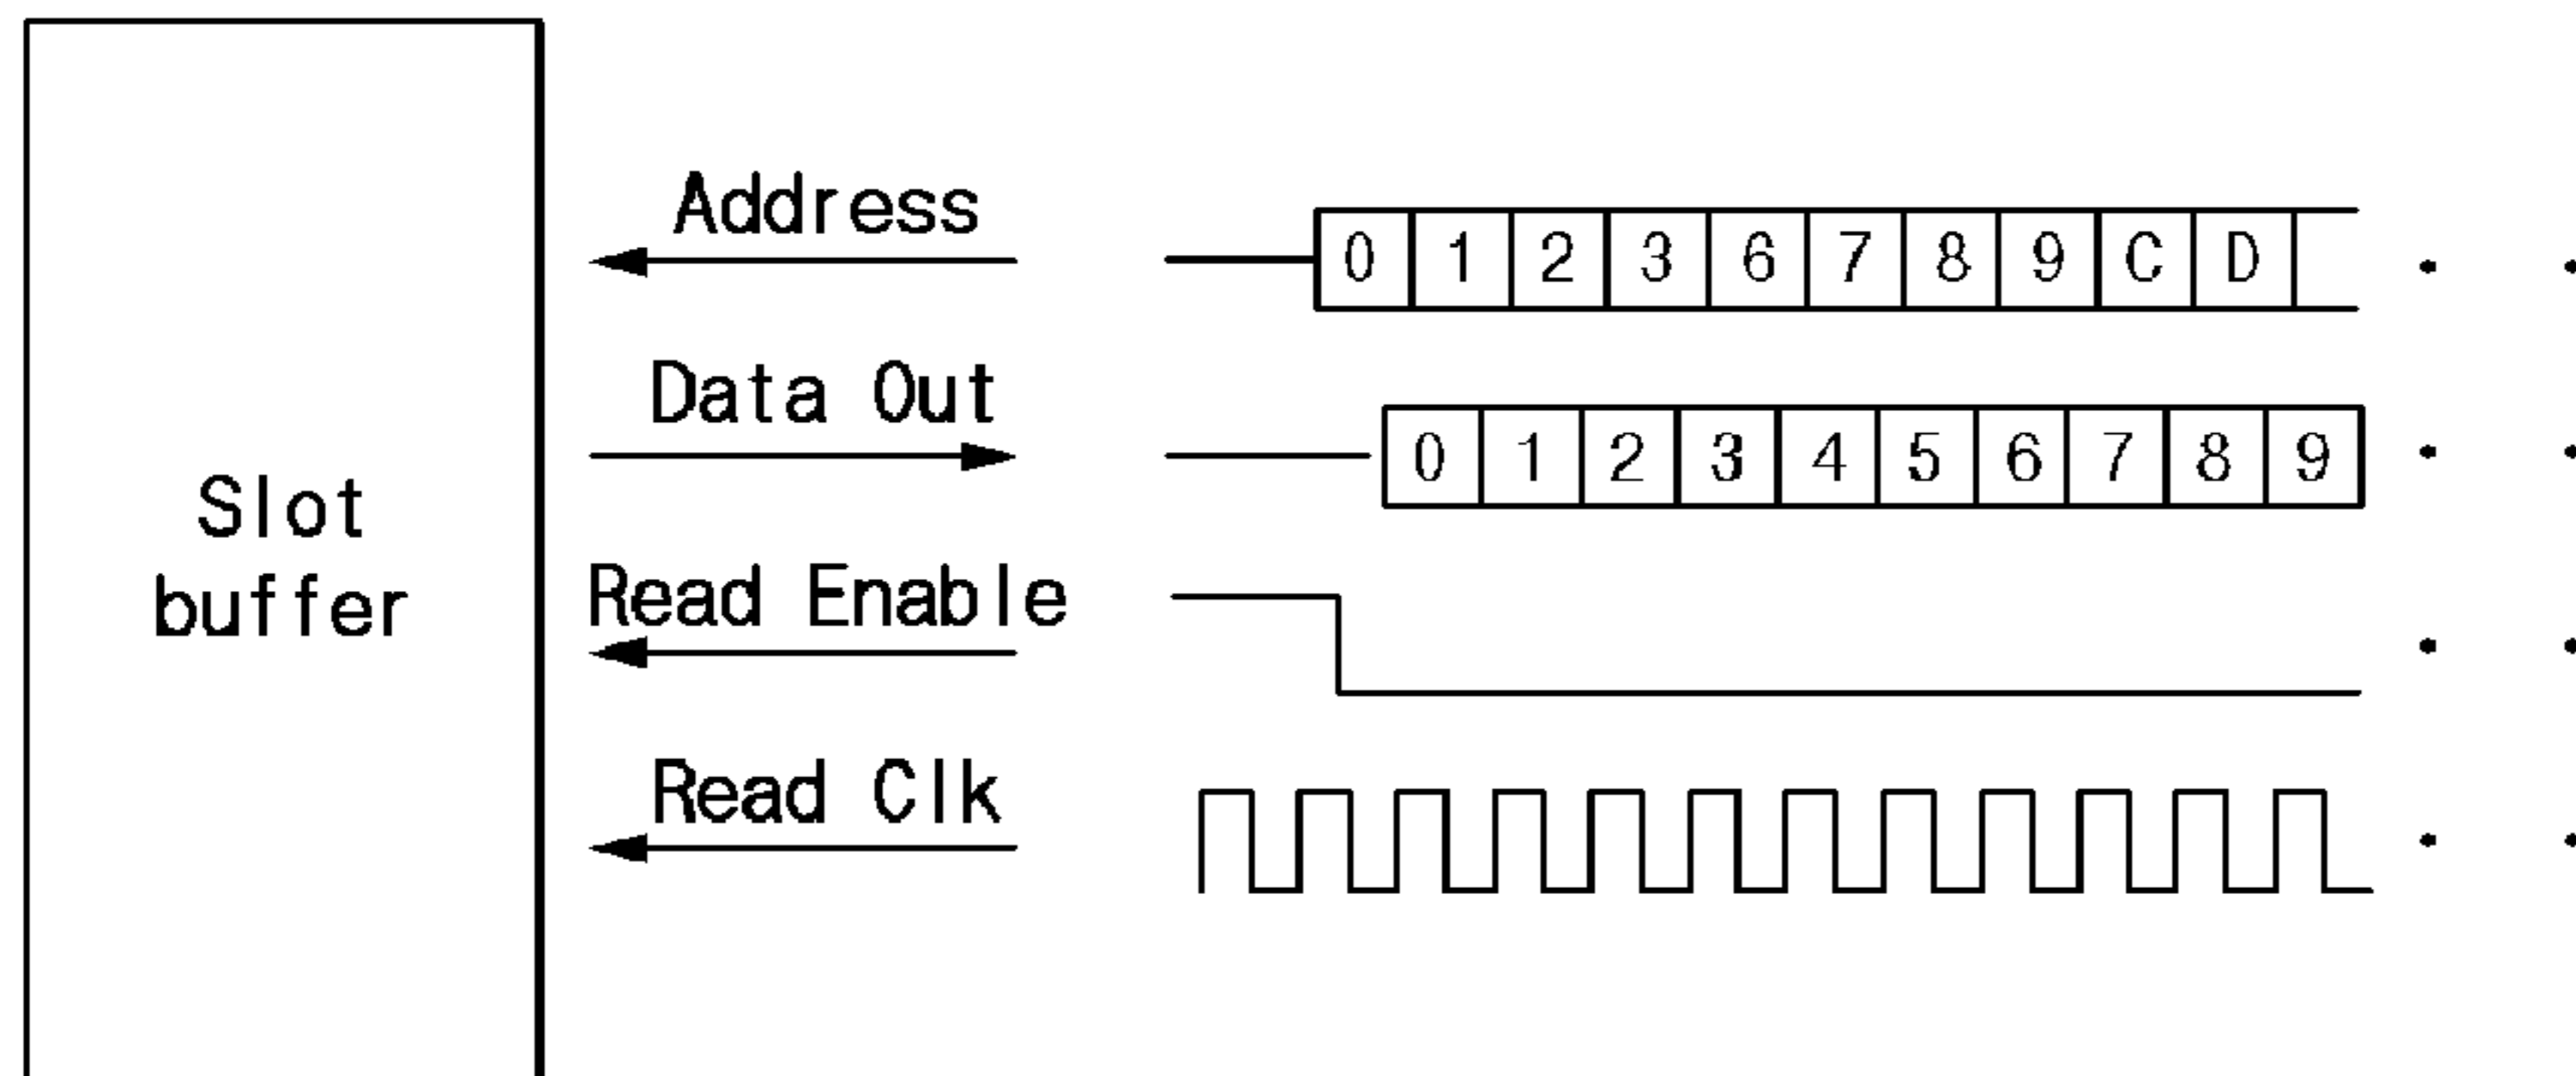 Address
0 1 2 3 6 7 8 9 C D
Data Out
0 1 2 3 4 5 6 7 8 9
Slot
buffer
Read Enable
Read Clk